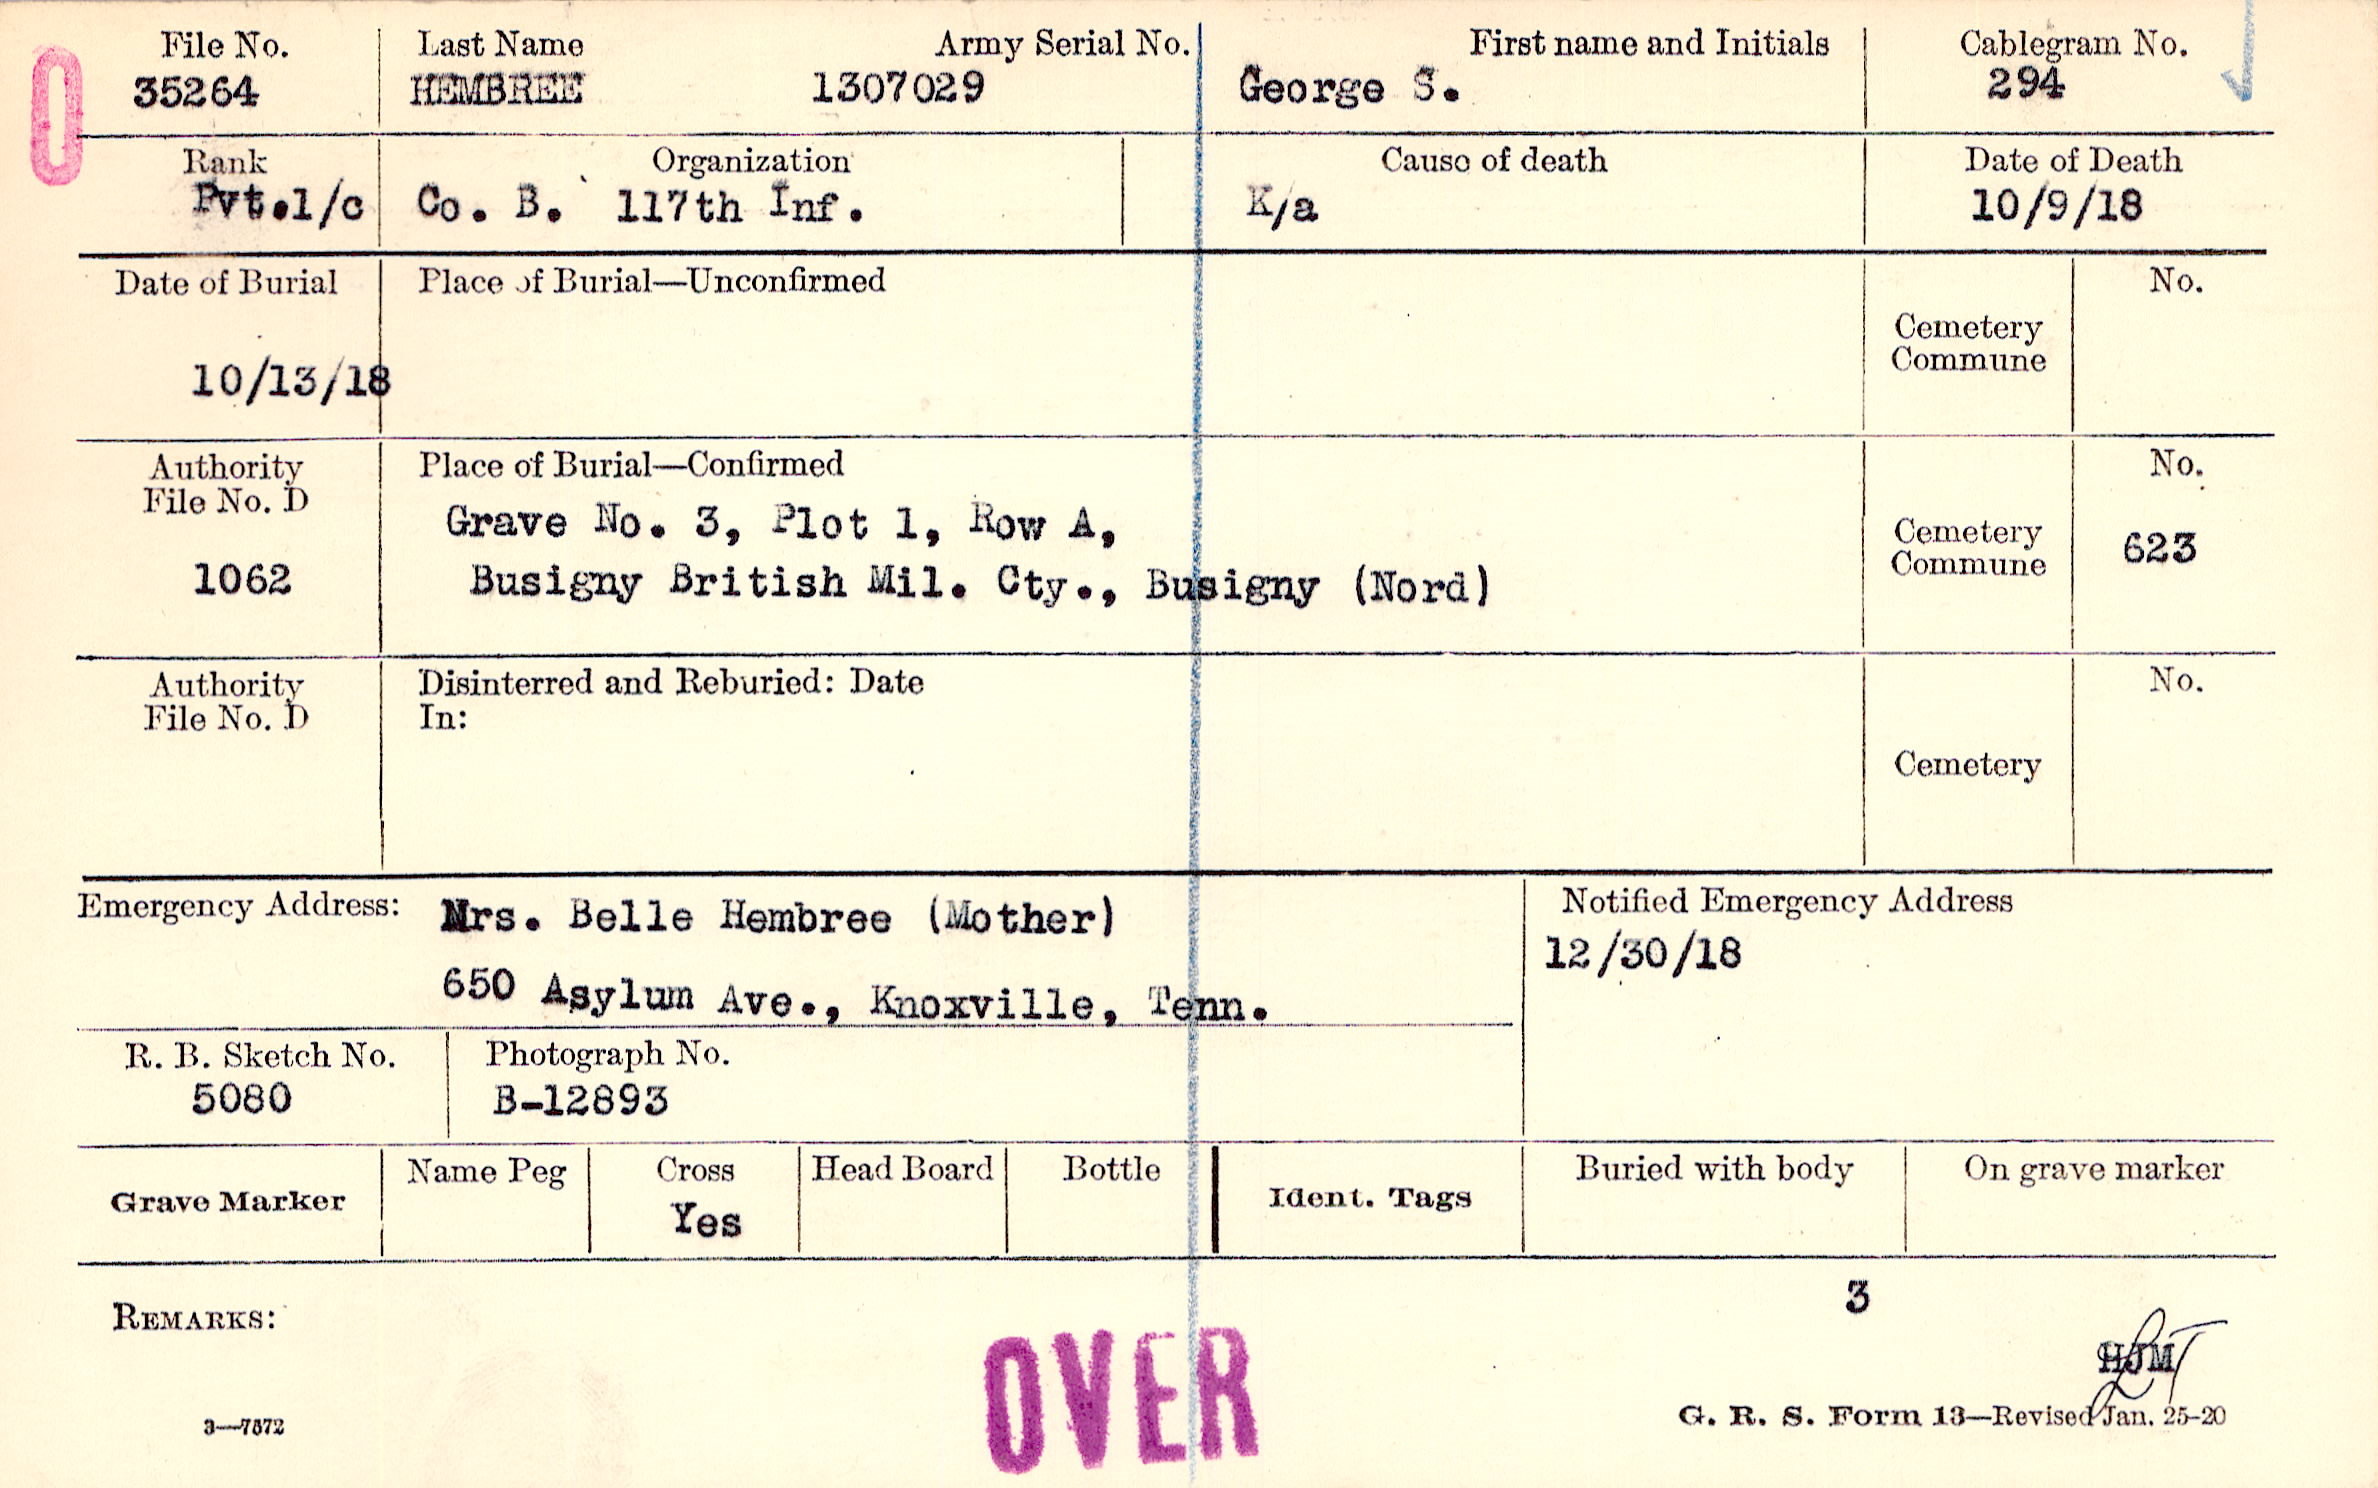 File No. Last Name Army Serial No. First name and Initials Cablegram No.
35264 HEMBREE 1307029 George S. 294
Rank Organization Cause of death Date of Death
Pvt.1/c Co. B. 117th Inf. K/a 10/9/18
Date of Burial Place of Burial—Unconfirmed No.
Cemetery
Commune
10/13/18
Authority Place of Burial—Confirmed No.
File No. D
Grave No. 3, Plot 1, Row A,
Cemetery 623
Commune
1062 Busigny British Mil. Cty., Busigny (Nord)
Authority Disinterred and Reburied: Date No.
File No. D In:
Cemetery
Emergency Address: Mrs. Belle Hembree (Mother) Notified Emergency Address
650 Asylum Ave., Knoxville, Tenn. 12/30/18
R. B. Sketch No. Photograph No.
5080 B-12893
Grave Marker Name Peg Cross Head Board Bottle Ident. Tags Buried with body On grave marker
Yes
3
REMARKS:
OVER
HJM
3—7572 G. R. S. Form 13—Revised Jan. 25-20